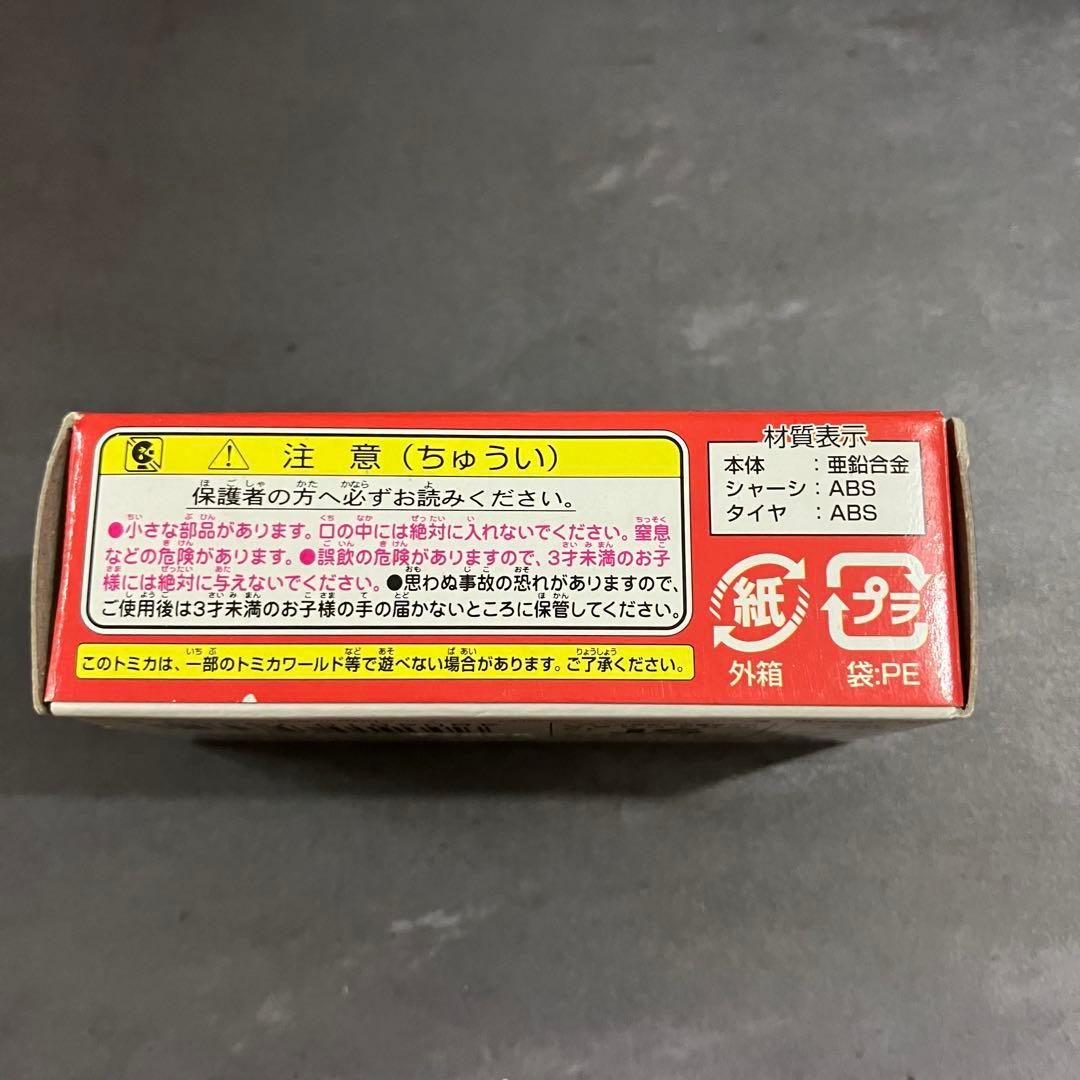 注 意(ちゅうい)
保護者の方へ必ずお読みください。
●小さな部品があります。口の中には絶対に入れないでください。窒息
などの危険があります。●誤飲の危険がありますので、3才未満のお子
様には絶対に与えないでください。●思わぬ事故の恐れがありますので、
ご使用後は3才未満のお子様の手の届かないところに保管してください。
このトミカは、一部のトミカワールド等で遊べない場合があります。ご了承ください。
材質表示
本体 :亜鉛合金
シャーシ:ABS
タイヤ :ABS
紙
外箱
プラ
袋:PE